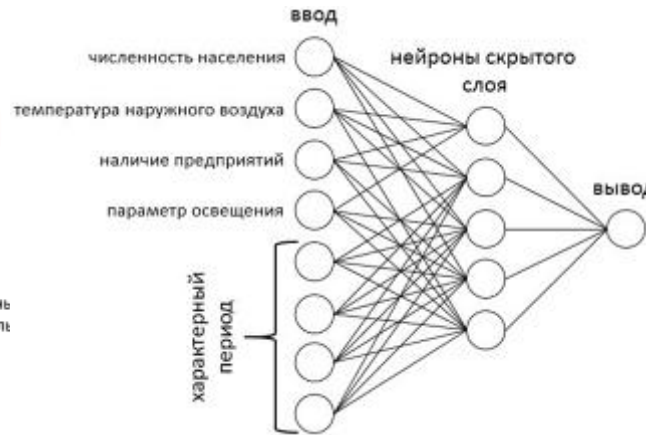 ввод
численность населения
нейроны скрытого
слоя
температура наружного воздуха
наличие предприятий
вывод
параметр освещения
характерный
период